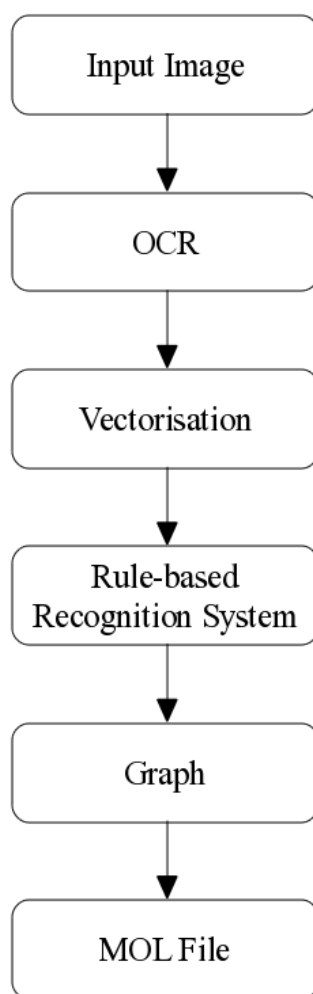 Input Image
OCR
Vectorisation
Rule-based
Recognition System
Graph
MOL File